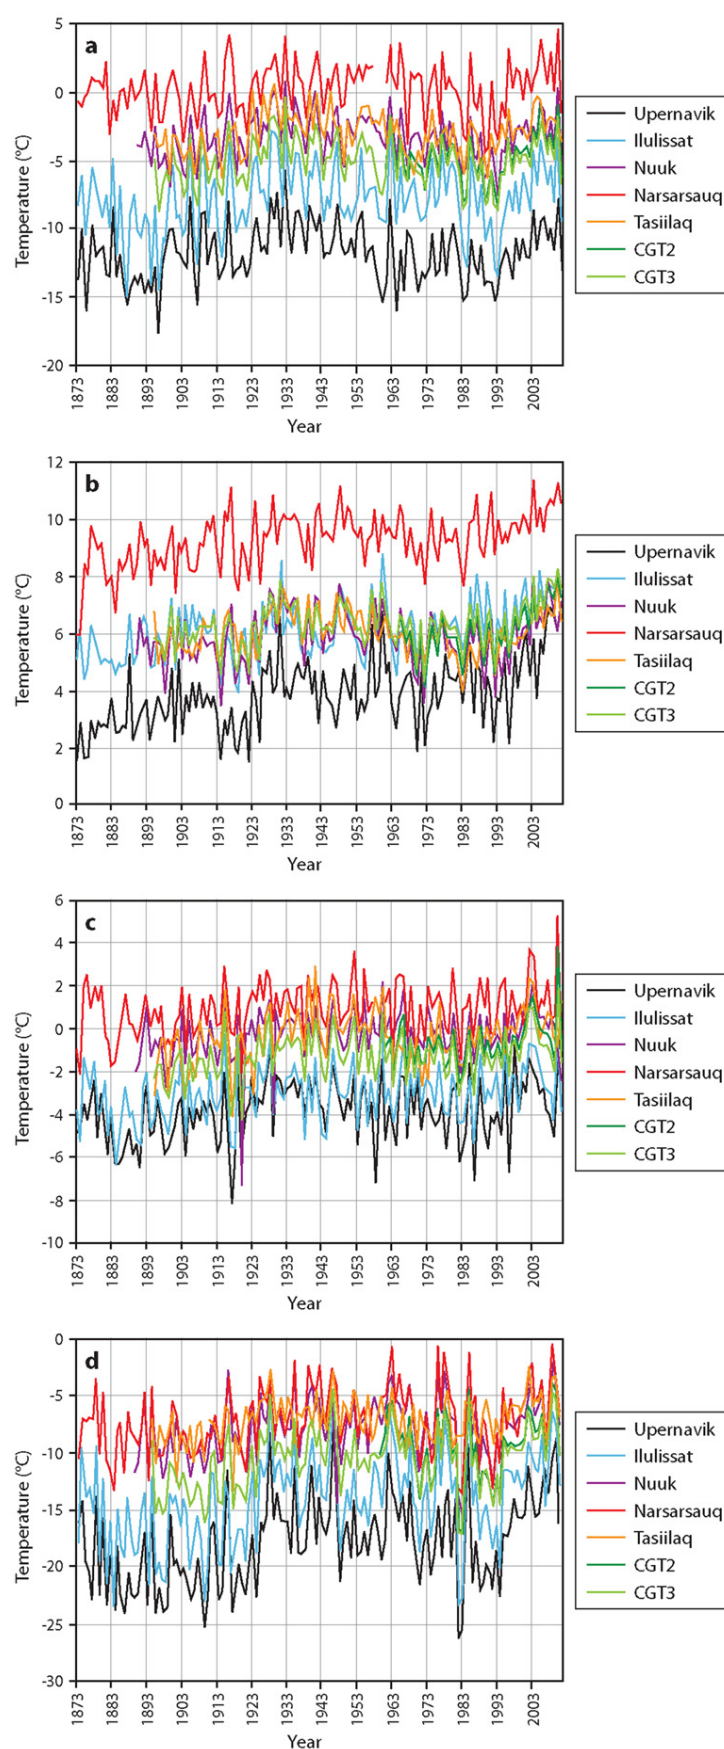 a
Temperature (°C)
5
0
-5
-10
-15
-20
1873 1883 1893 1903 1913 1923 1933 1943 1953 1963 1973 1983 1993 2003
Year
Upernavik
Ilulissat
Nuuk
Narsarsauq
Tasiilaq
CGT2
CGT3
b
Temperature (°C)
12
10
8
6
4
2
0
1873 1883 1893 1903 1913 1923 1933 1943 1953 1963 1973 1983 1993 2003
Year
Upernavik
Ilulissat
Nuuk
Narsarsauq
Tasiilaq
CGT2
CGT3
c
Temperature (°C)
6
4
2
0
-2
-4
-6
-8
-10
1873 1883 1893 1903 1913 1923 1933 1943 1953 1963 1973 1983 1993 2003
Year
Upernavik
Ilulissat
Nuuk
Narsarsauq
Tasiilaq
CGT2
CGT3
d
Temperature (°C)
0
-5
-10
-15
-20
-25
-30
1873 1883 1893 1903 1913 1923 1933 1943 1953 1963 1973 1983 1993 2003
Year
Upernavik
Ilulissat
Nuuk
Narsarsauq
Tasiilaq
CGT2
CGT3